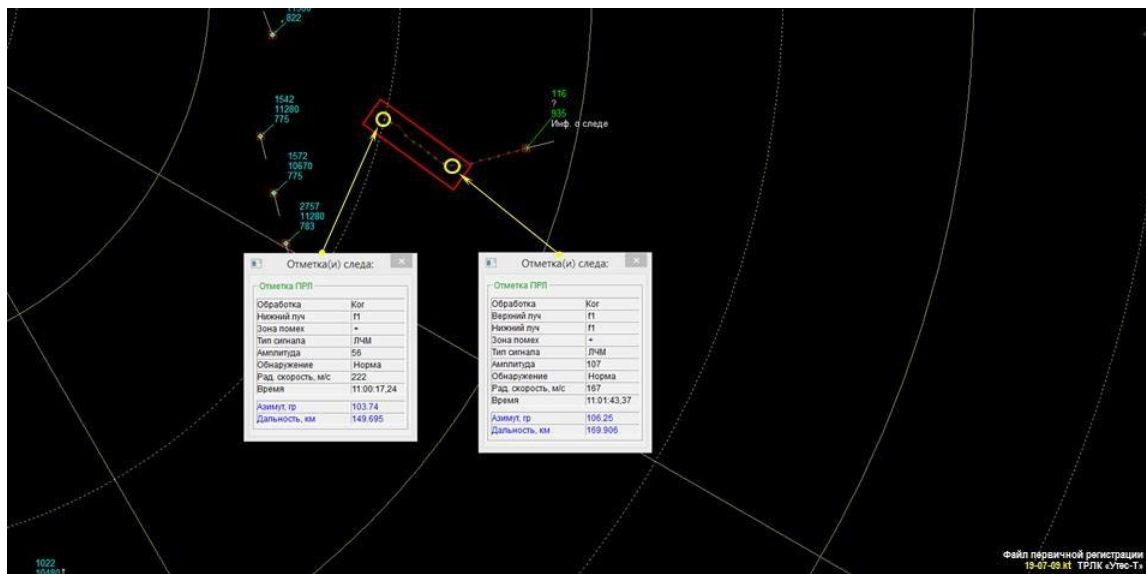 11580
822
1542
11280
775
1572
10670
775
2757
11280
783
116
?
935
Инф. о следе
Отметка(и) следа:
Отметка ПРЛ
Обработка Ког
Нижний луч f1
Зона помех +
Тип сигнала ЛЧМ
Амплитуда 56
Обнаружение Норма
Рад. скорость, м/с 222
Время 11:00:17,24
Азимут, гр 103.74
Дальность, км 149.695
Отметка(и) следа:
Отметка ПРЛ
Обработка Ког
Верхний луч f1
Нижний луч f1
Зона помех +
Тип сигнала ЛЧМ
Амплитуда 107
Обнаружение Норма
Рад. скорость, м/с 167
Время 11:01:43,37
Азимут, гр 106.25
Дальность, км 169.906
1022
10480↑
Файл первичной регистрации
19-07-09.kt ТРЛК «Утес-Т»